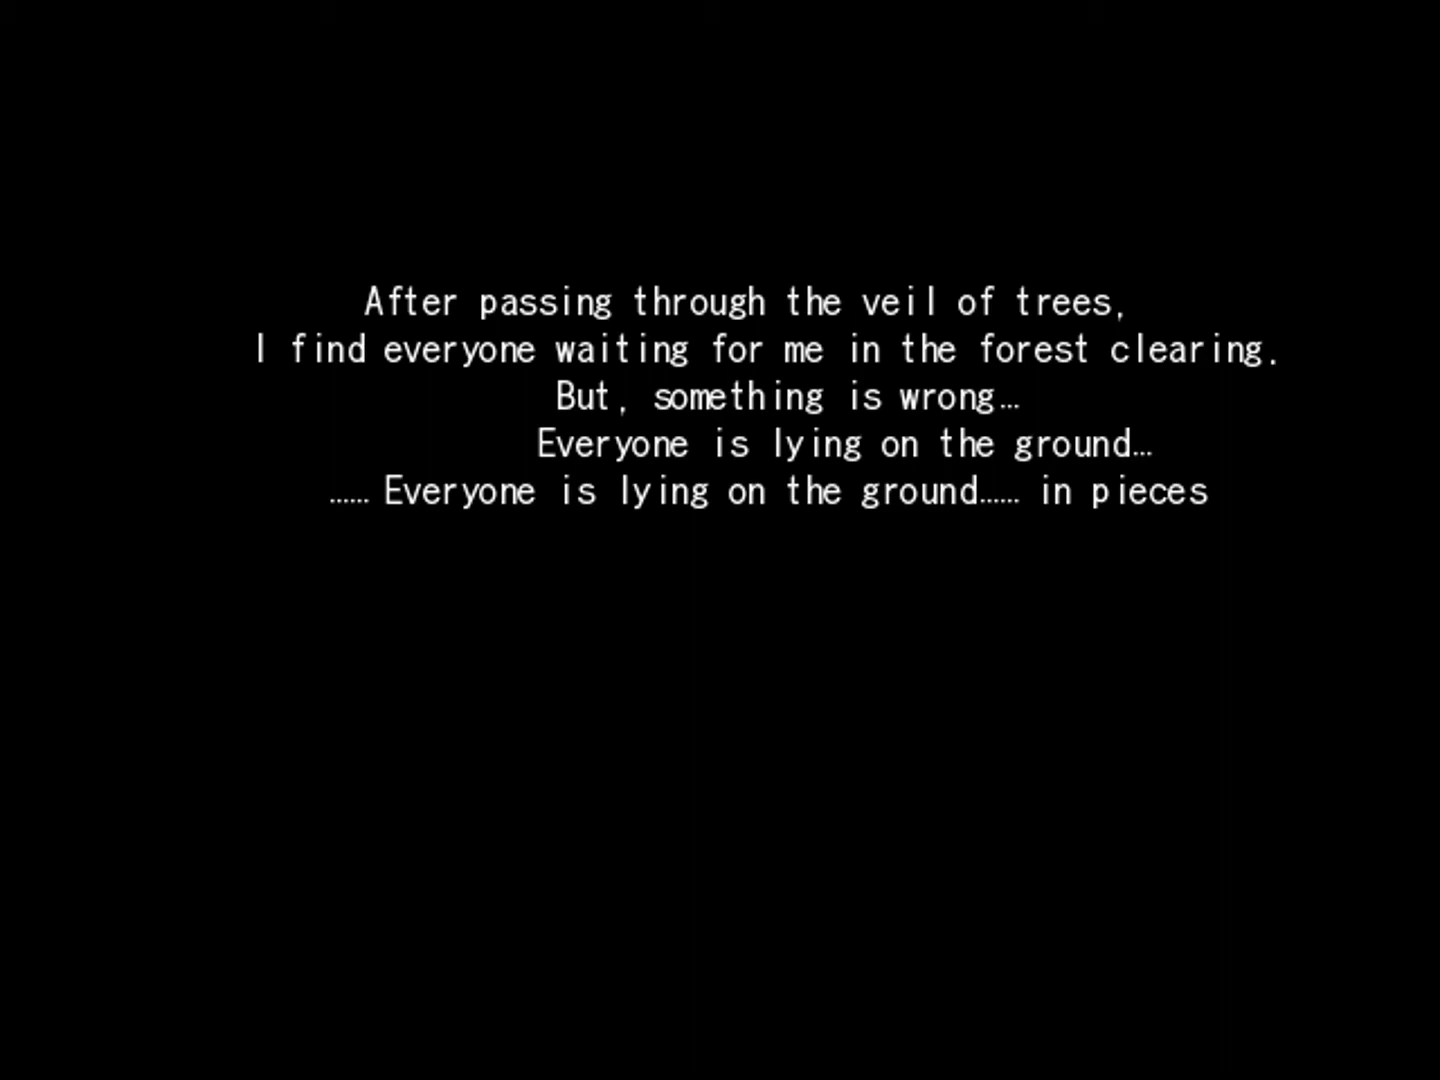 After passing through the veil of trees,
I find everyone waiting for me in the forest clearing.
But, something is wrong…
Everyone is lying on the ground…
…… Everyone is lying on the ground…… in pieces